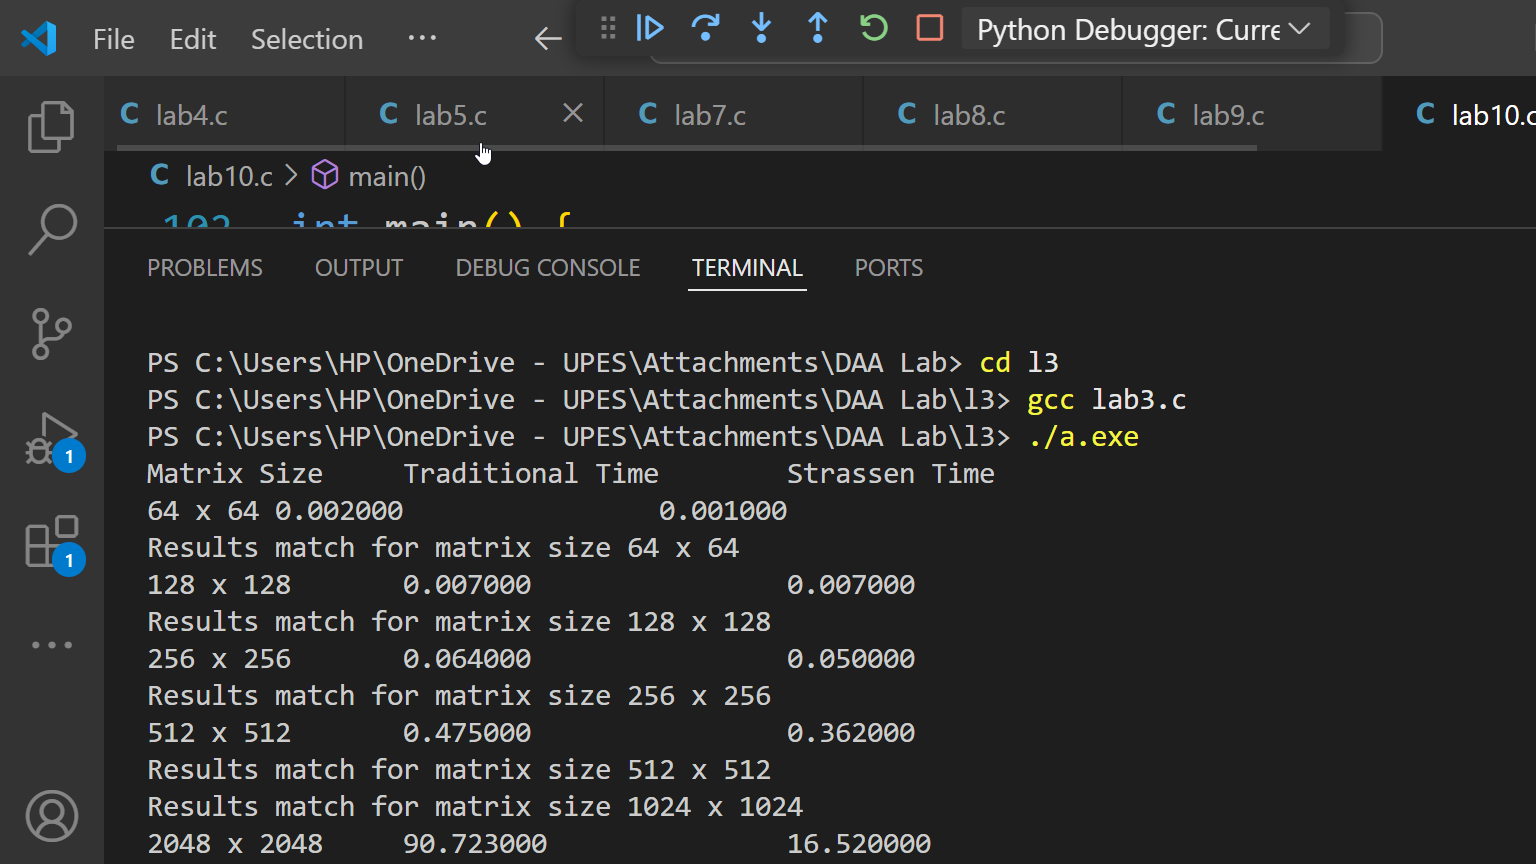 File Edit Selection ···
Python Debugger: Curre
lab4.c lab5.c lab7.c lab8.c lab9.c lab10.c
lab10.c > main()
102 int main() {
PROBLEMS OUTPUT DEBUG CONSOLE TERMINAL PORTS
PS C:\Users\HP\OneDrive - UPES\Attachments\DAA Lab> cd l3
PS C:\Users\HP\OneDrive - UPES\Attachments\DAA Lab\l3> gcc lab3.c
PS C:\Users\HP\OneDrive - UPES\Attachments\DAA Lab\l3> ./a.exe
Matrix Size Traditional Time Strassen Time
64 x 64 0.002000 0.001000
Results match for matrix size 64 x 64
128 x 128 0.007000 0.007000
Results match for matrix size 128 x 128
256 x 256 0.064000 0.050000
Results match for matrix size 256 x 256
512 x 512 0.475000 0.362000
Results match for matrix size 512 x 512
Results match for matrix size 1024 x 1024
2048 x 2048 90.723000 16.520000
1
1